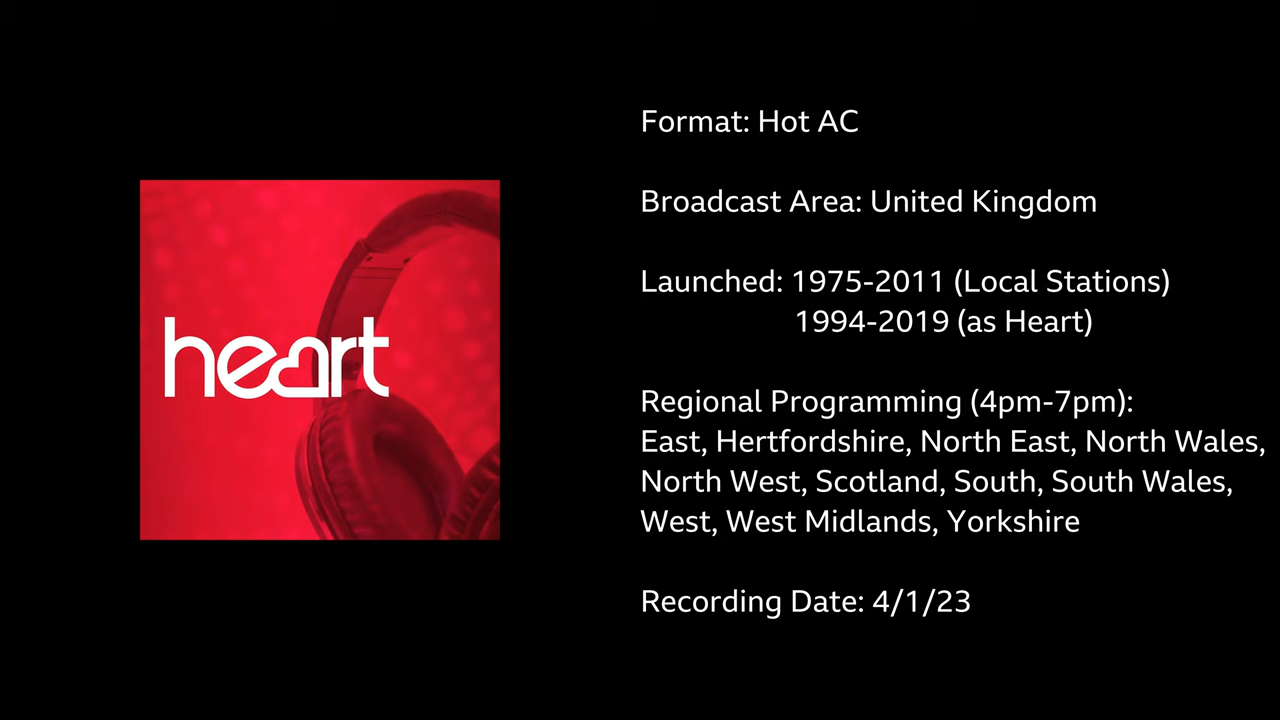 heart
Format: Hot AC
Broadcast Area: United Kingdom
Launched: 1975-2011 (Local Stations)
1994-2019 (as Heart)
Regional Programming (4pm-7pm):
East, Hertfordshire, North East, North Wales,
North West, Scotland, South, South Wales,
West, West Midlands, Yorkshire
Recording Date: 4/1/23